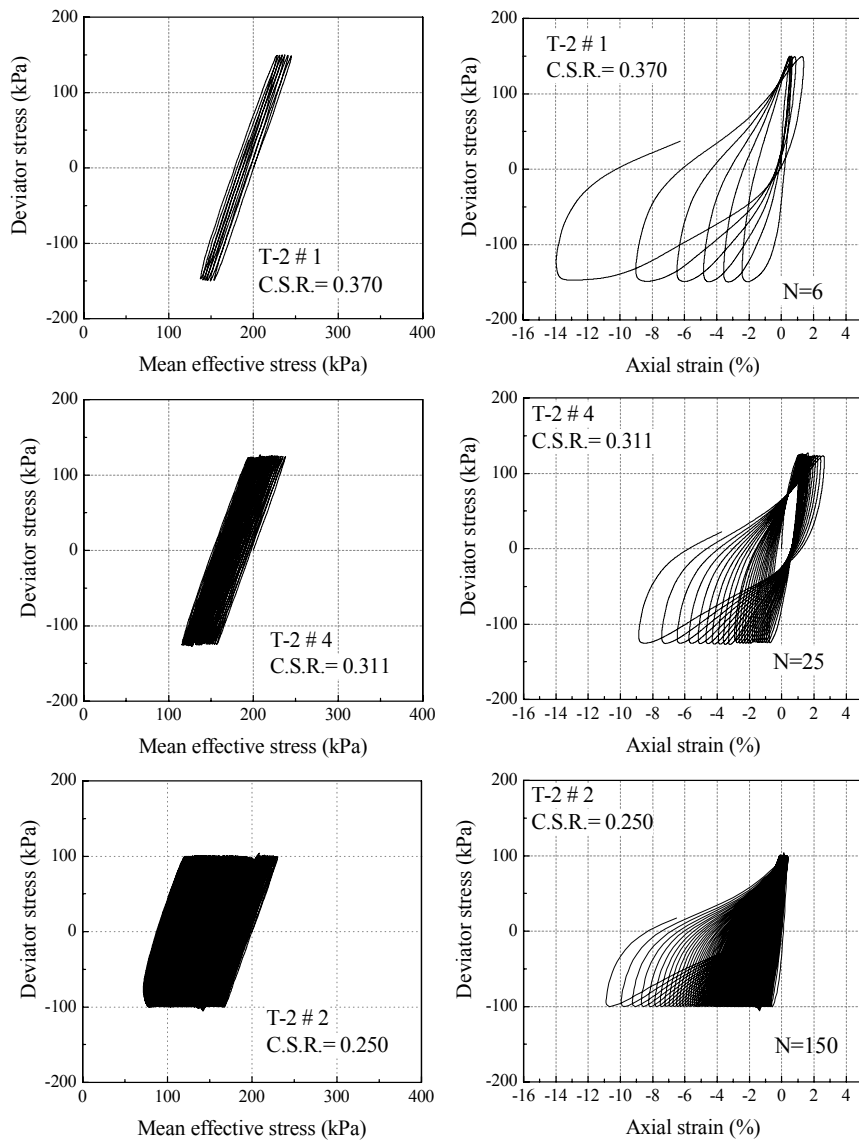 200
100
0
-100
-200
Deviator stress (kPa)
T-2 # 1
C.S.R.= 0.370
0 100 200 300 400
Mean effective stress (kPa)
200
100
0
-100
-200
Deviator stress (kPa)
T-2 # 1
C.S.R.= 0.370
N=6
-16 -14 -12 -10 -8 -6 -4 -2 0 2 4
Axial strain (%)
200
100
0
-100
-200
Deviator stress (kPa)
T-2 # 4
C.S.R.= 0.311
0 100 200 300 400
Mean effective stress (kPa)
200
100
0
-100
-200
Deviator stress (kPa)
T-2 # 4
C.S.R.= 0.311
N=25
-16 -14 -12 -10 -8 -6 -4 -2 0 2 4
Axial strain (%)
200
100
0
-100
-200
Deviator stress (kPa)
T-2 # 2
C.S.R.= 0.250
0 100 200 300 400
Mean effective stress (kPa)
200
100
0
-100
-200
Deviator stress (kPa)
T-2 # 2
C.S.R.= 0.250
N=150
-16 -14 -12 -10 -8 -6 -4 -2 0 2 4
Axial strain (%)